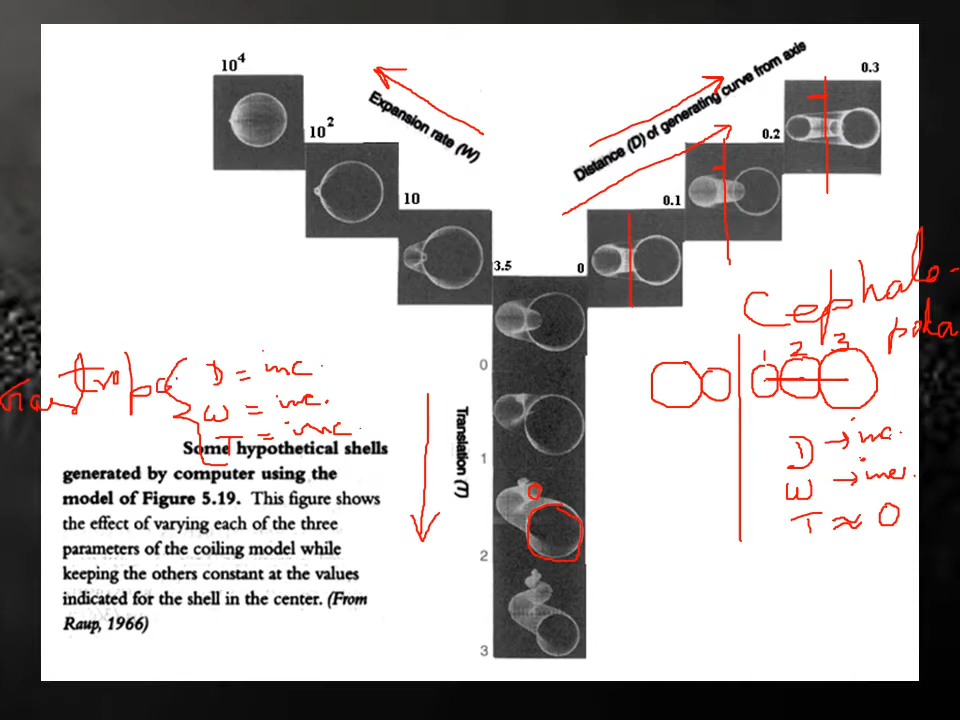 10⁴
Expansion rate (W)
10²
10
3.5
0
Distance (D) of generating curve from axis
0.1
0.2
0.3
Cephalo-
poda
1 2 3
D → inc.
W → incr.
T ≈ 0
0
1
2
3
Translation (T)
D = inc.
W = inc.
T = inc.
Some hypothetical shells
generated by computer using the
model of Figure 5.19. This figure shows
the effect of varying each of the three
parameters of the coiling model while
keeping the others constant at the values
indicated for the shell in the center. (From
Raup, 1966)